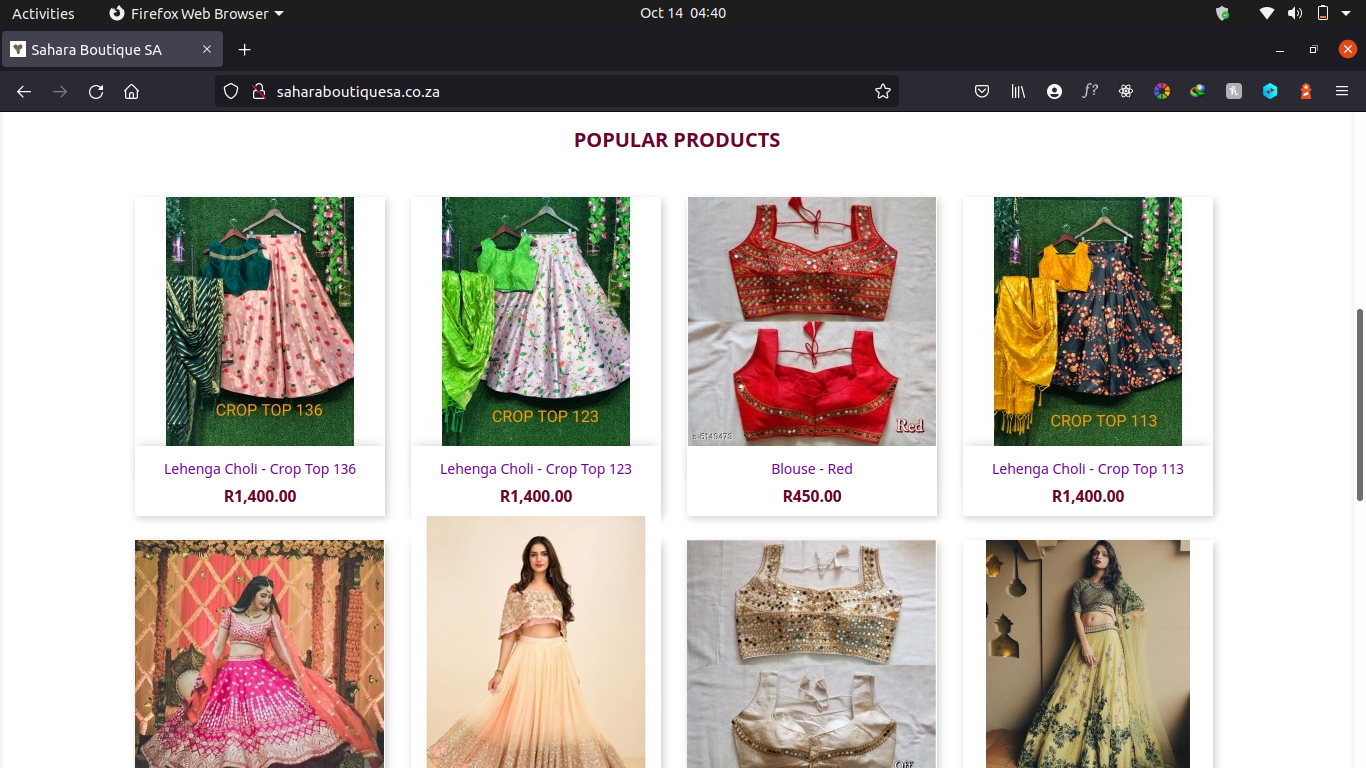 Activities
Firefox Web Browser
Oct 14 04:40
Sahara Boutique SA
saharaboutiquesa.co.za
f?
POPULAR PRODUCTS
CROP TOP 136
CROP TOP 123
Red
s-5149473
CROP TOP 113
Lehenga Choli - Crop Top 136
R1,400.00
Lehenga Choli - Crop Top 123
R1,400.00
Blouse - Red
R450.00
Lehenga Choli - Crop Top 113
R1,400.00